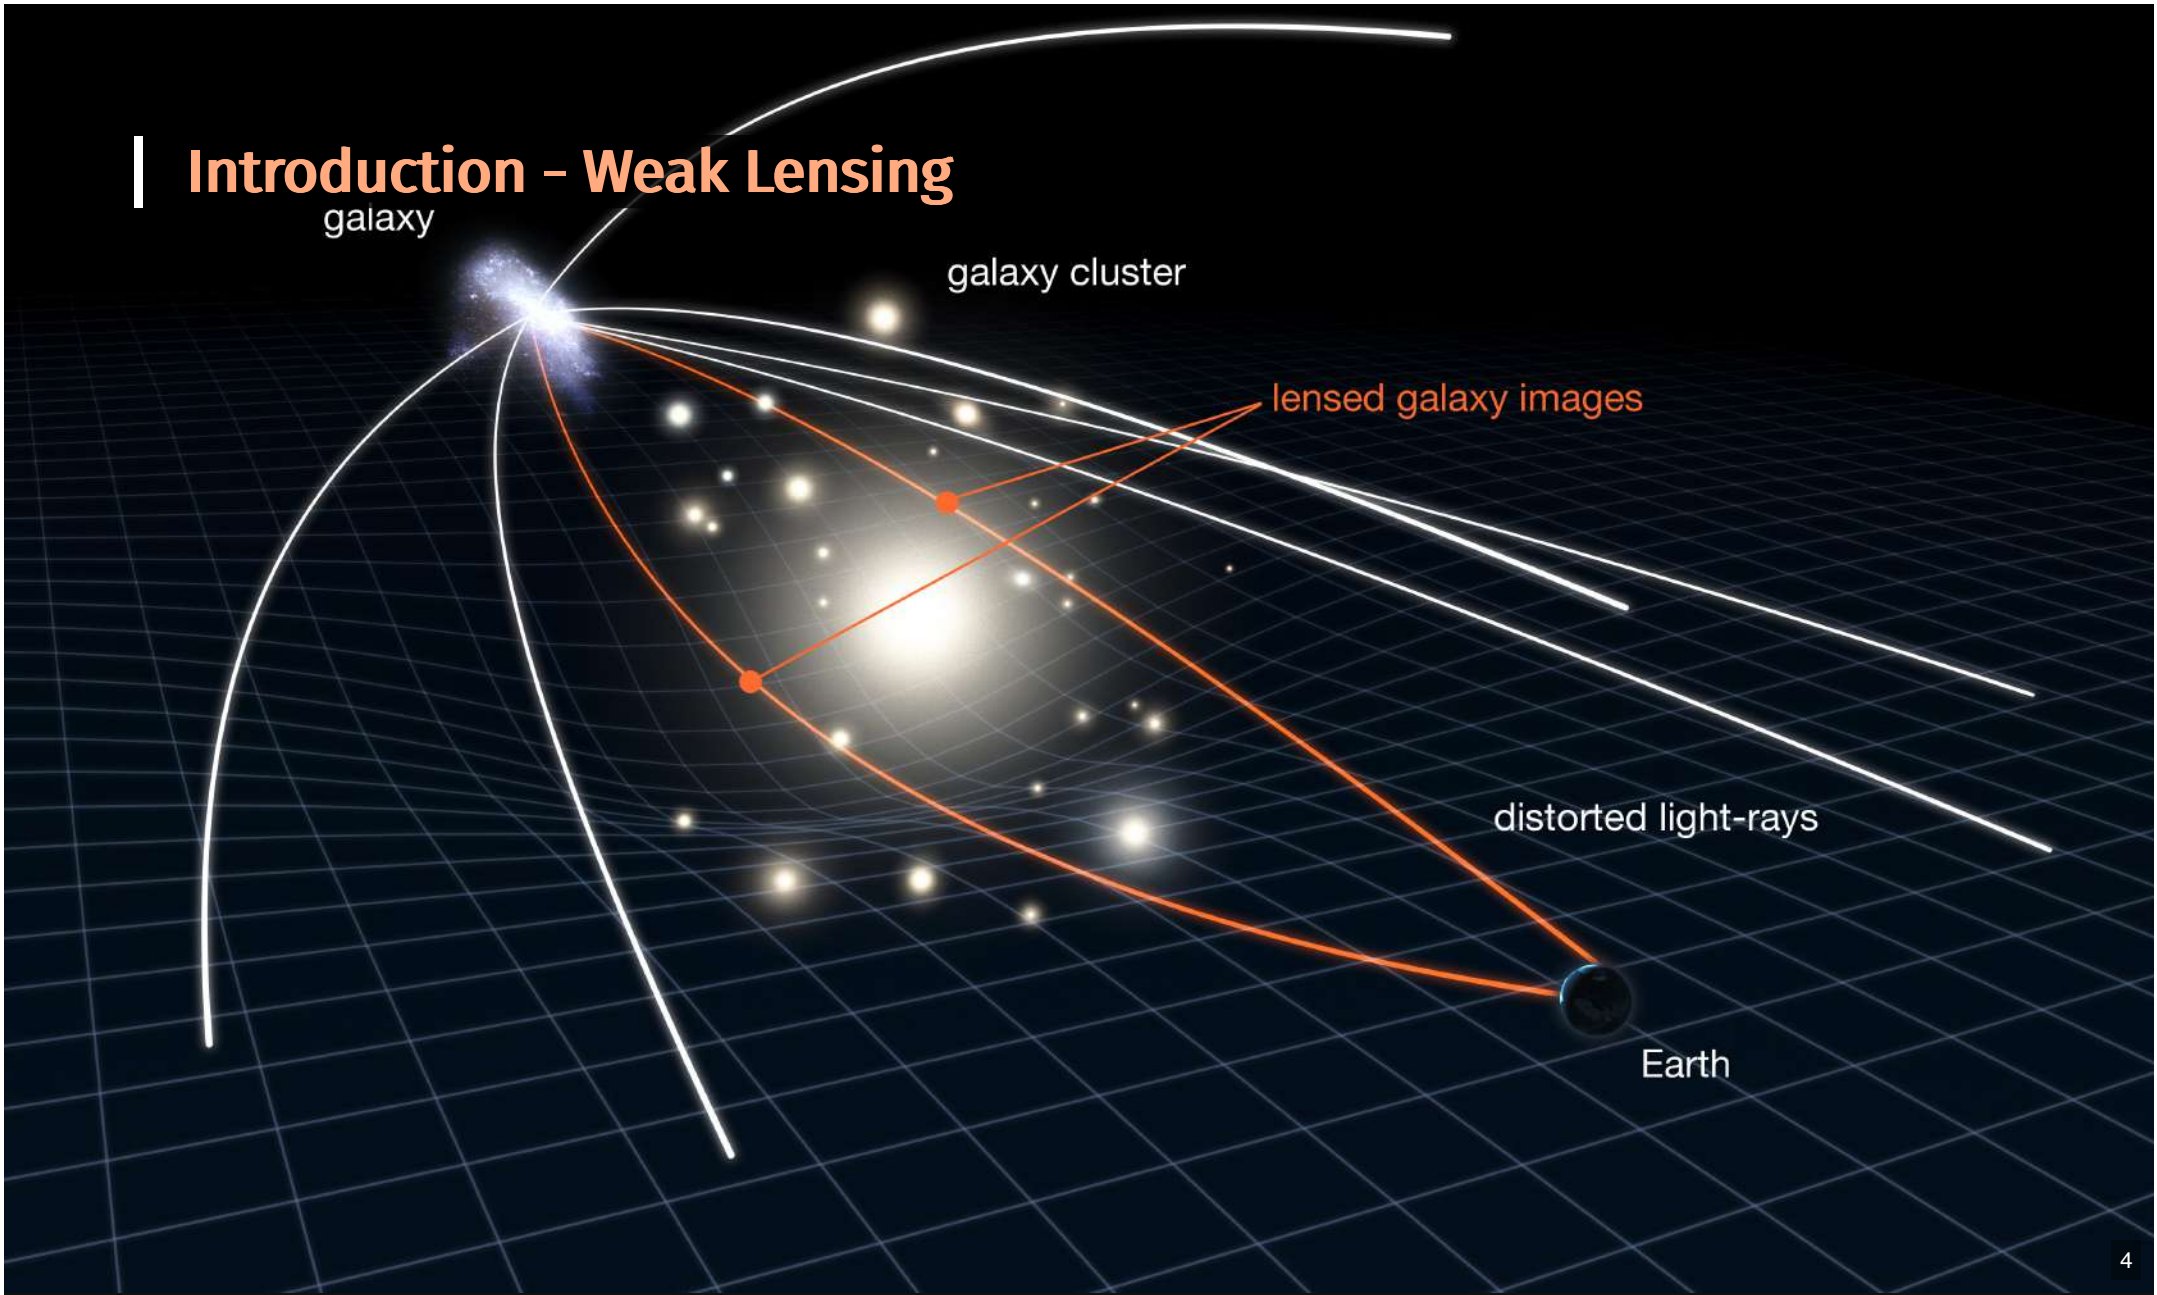 Introduction - Weak Lensing
galaxy
galaxy cluster
lensed galaxy images
distorted light-rays
Earth
4